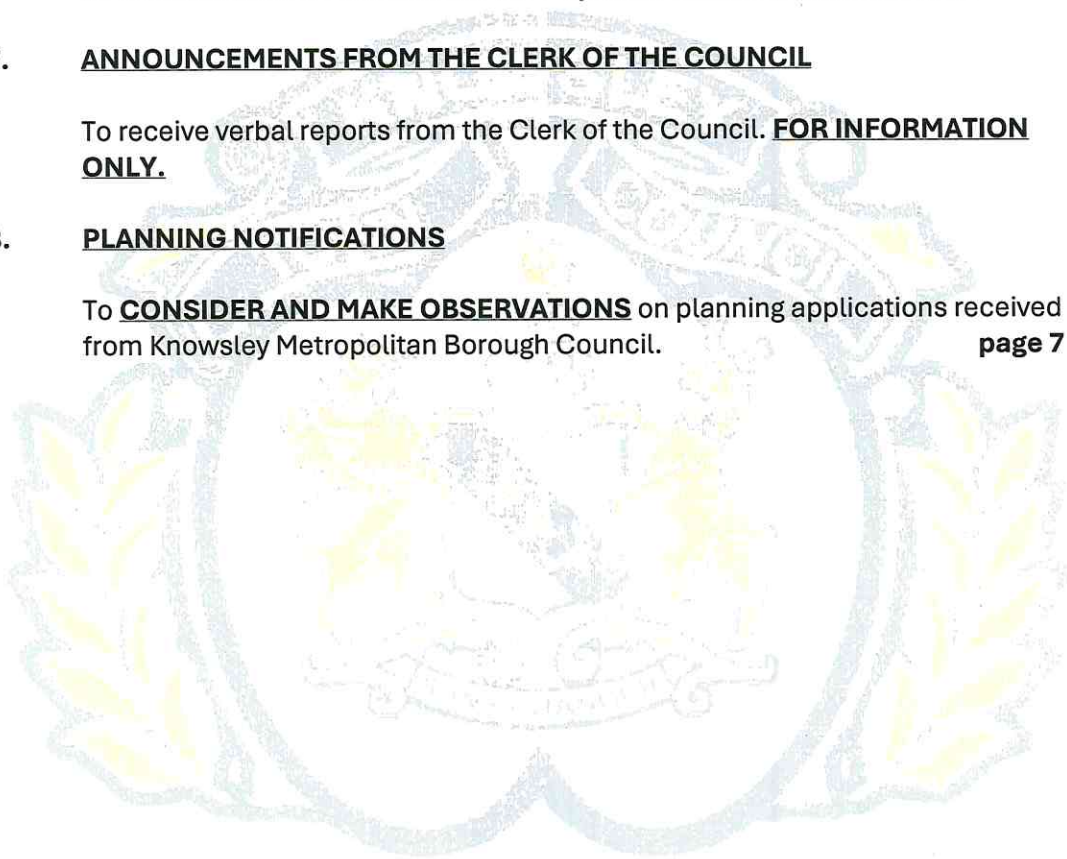 ANNOUNCEMENTS FROM THE CLERK OF THE COUNCIL
To receive verbal reports from the Clerk of the Council. FOR INFORMATION
ONLY.
PLANNING NOTIFICATIONS
To CONSIDER AND MAKE OBSERVATIONS on planning applications received
from Knowsley Metropolitan Borough Council. page 7
COUNCIL